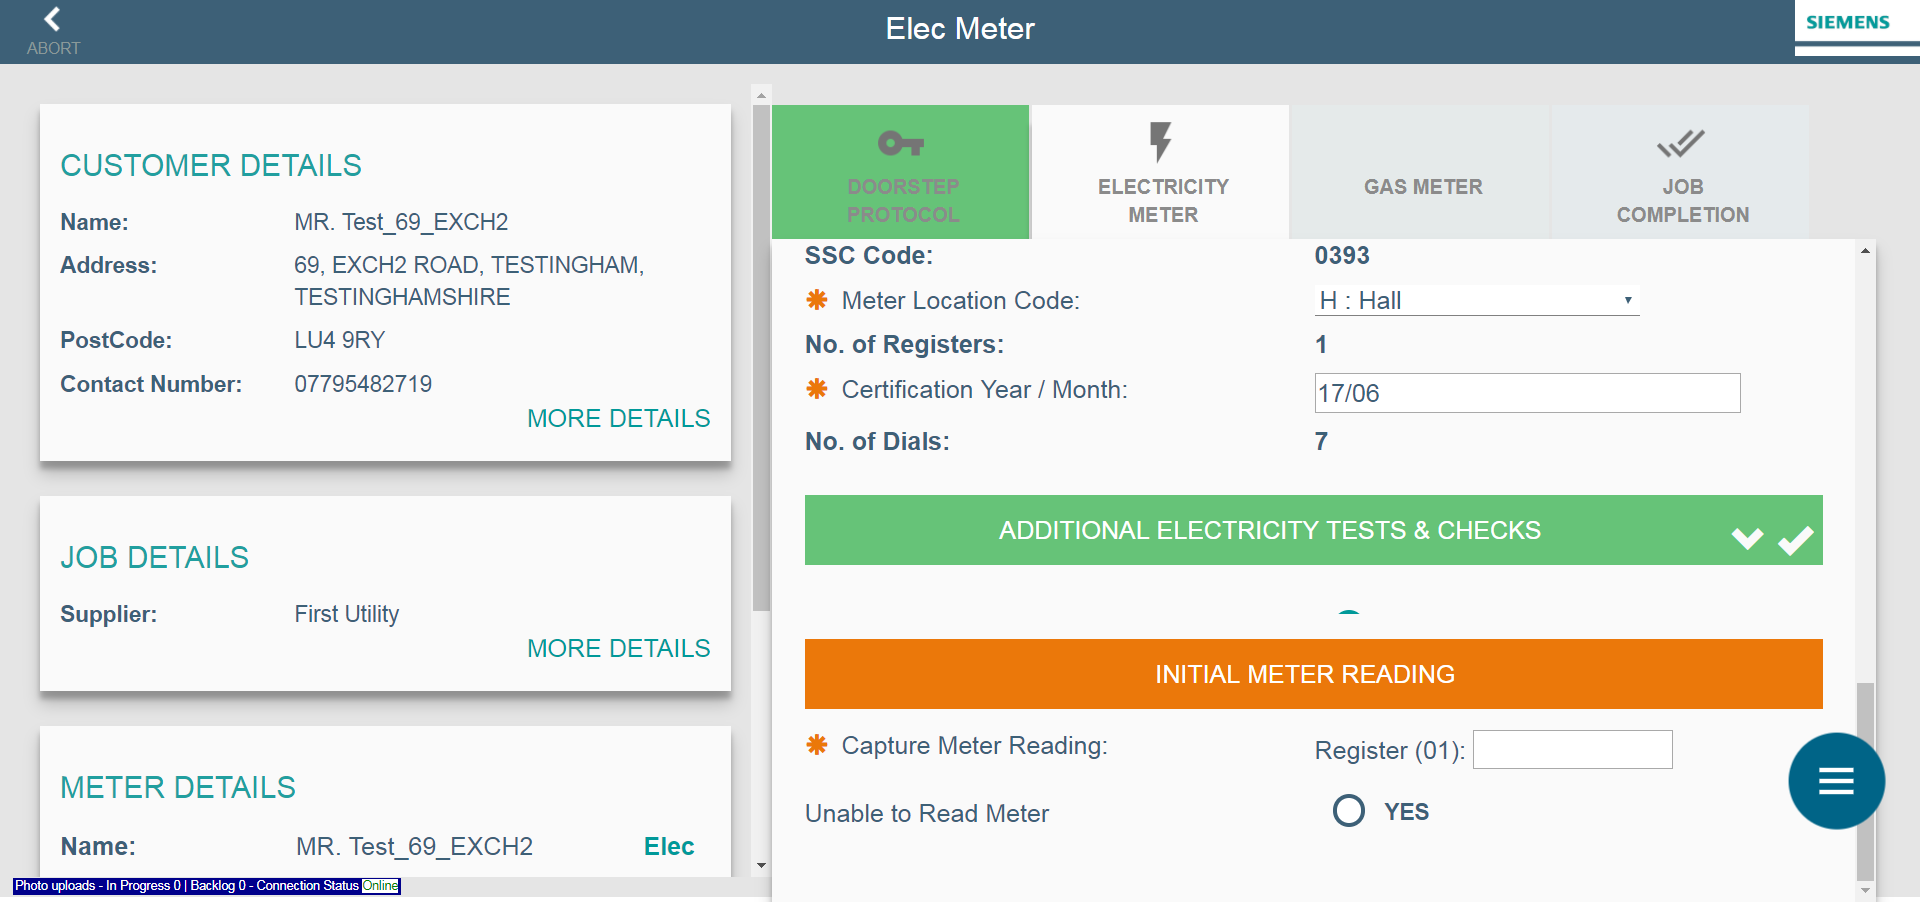 ABORT
Elec Meter
SIEMENS
CUSTOMER DETAILS
Name: MR. Test_69_EXCH2
Address: 69, EXCH2 ROAD, TESTINGHAM,
TESTINGHAMSHIRE
PostCode: LU4 9RY
Contact Number: 07795482719
MORE DETAILS
JOB DETAILS
Supplier: First Utility
MORE DETAILS
METER DETAILS
Name: MR. Test_69_EXCH2 Elec
Photo uploads - In Progress 0 | Backlog 0 - Connection Status Online
DOORSTEP
PROTOCOL
ELECTRICITY
METER
GAS METER
JOB
COMPLETION
SSC Code: 0393
Meter Location Code: H : Hall
No. of Registers: 1
Certification Year / Month: 17/06
No. of Dials: 7
ADDITIONAL ELECTRICITY TESTS & CHECKS
INITIAL METER READING
Capture Meter Reading: Register (01):
Unable to Read Meter YES